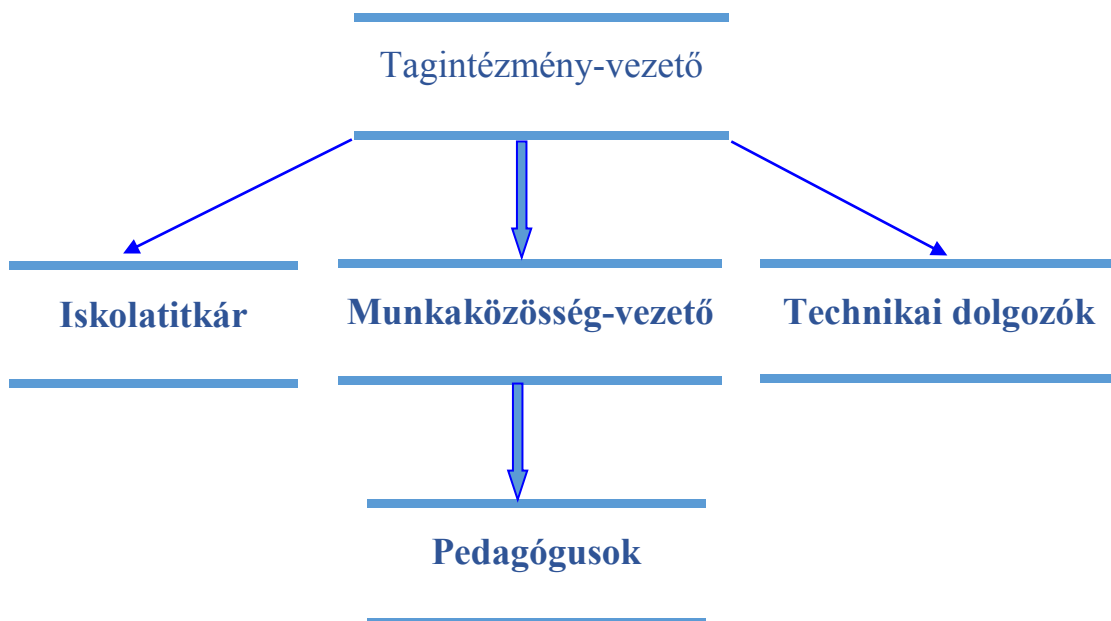 Tagintézmény-vezető
Iskolatitkár
Munkaközösség-vezető
Technikai dolgozók
Pedagógusok